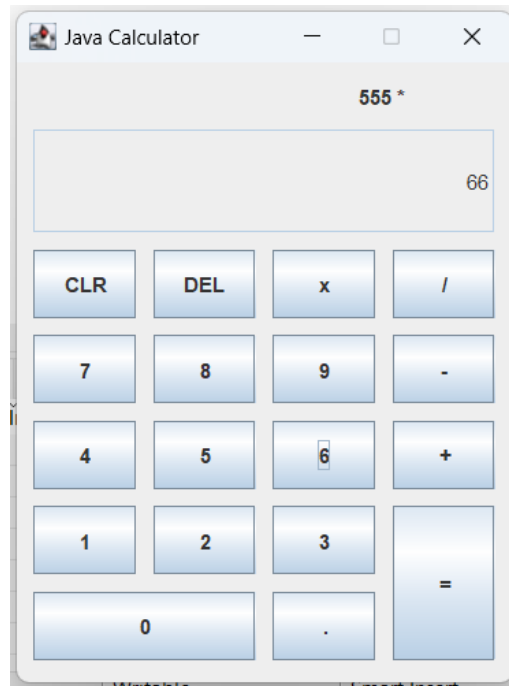 Java Calculator
555 *
66
CLR DEL x /
7 8 9 -
4 5 6 +
1 2 3
=
0 .